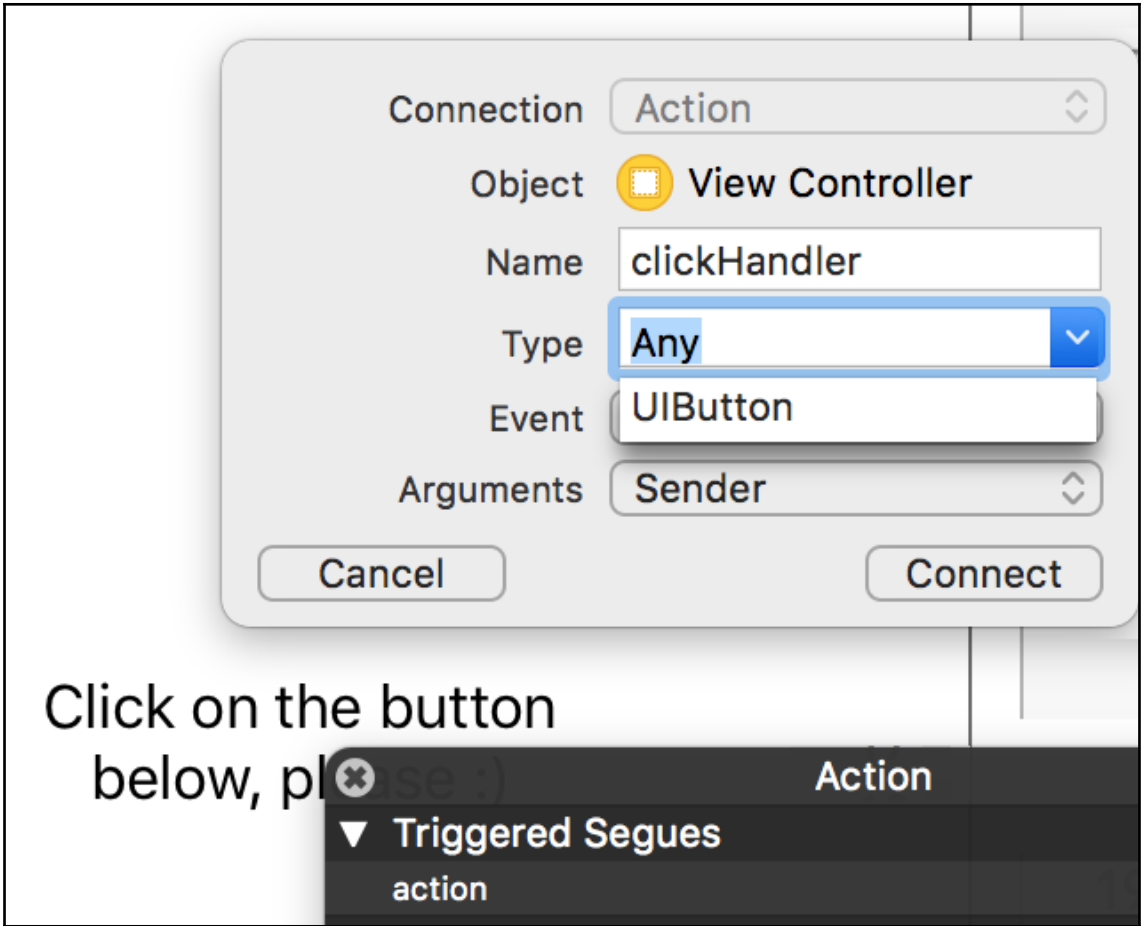 Connection Action
Object View Controller
Name clickHandler
Type Any
UIButton
Event
Arguments Sender
Cancel Connect
Click on the button
below, please :)
Action
Triggered Segues
action